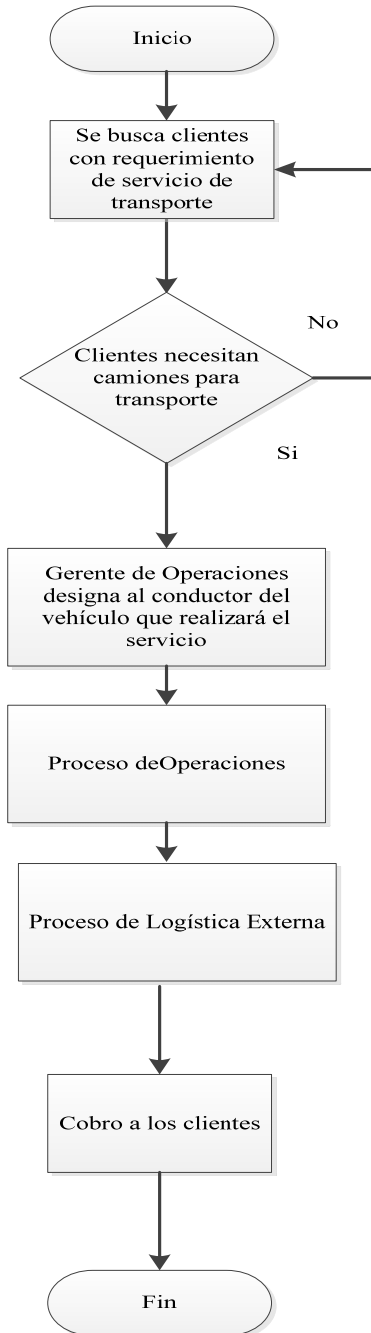 Inicio
Se busca clientes
con requerimiento
de servicio de
transporte
No
Clientes necesitan
camiones para
transporte
Si
Gerente de Operaciones
designa al conductor del
vehículo que realizará el
servicio
Proceso deOperaciones
Proceso de Logística Externa
Cobro a los clientes
Fin